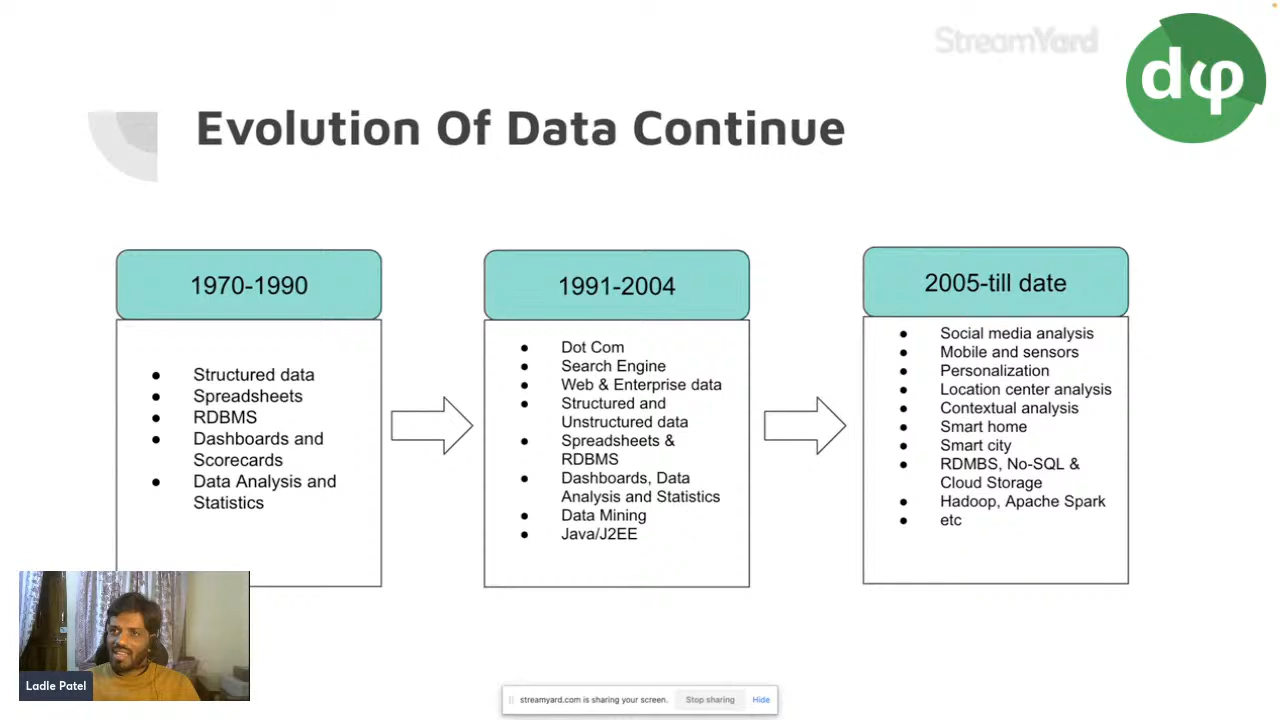 StreamYard
dφ
Evolution Of Data Continue
1970-1990
Structured data
Spreadsheets
RDBMS
Dashboards and
Scorecards
Data Analysis and
Statistics
1991-2004
Dot Com
Search Engine
Web & Enterprise data
Structured and
Unstructured data
Spreadsheets &
RDBMS
Dashboards, Data
Analysis and Statistics
Data Mining
Java/J2EE
2005-till date
Social media analysis
Mobile and sensors
Personalization
Location center analysis
Contextual analysis
Smart home
Smart city
RDMBS, No-SQL &
Cloud Storage
Hadoop, Apache Spark
etc
Ladle Patel
streamyard.com is sharing your screen.
Stop sharing
Hide